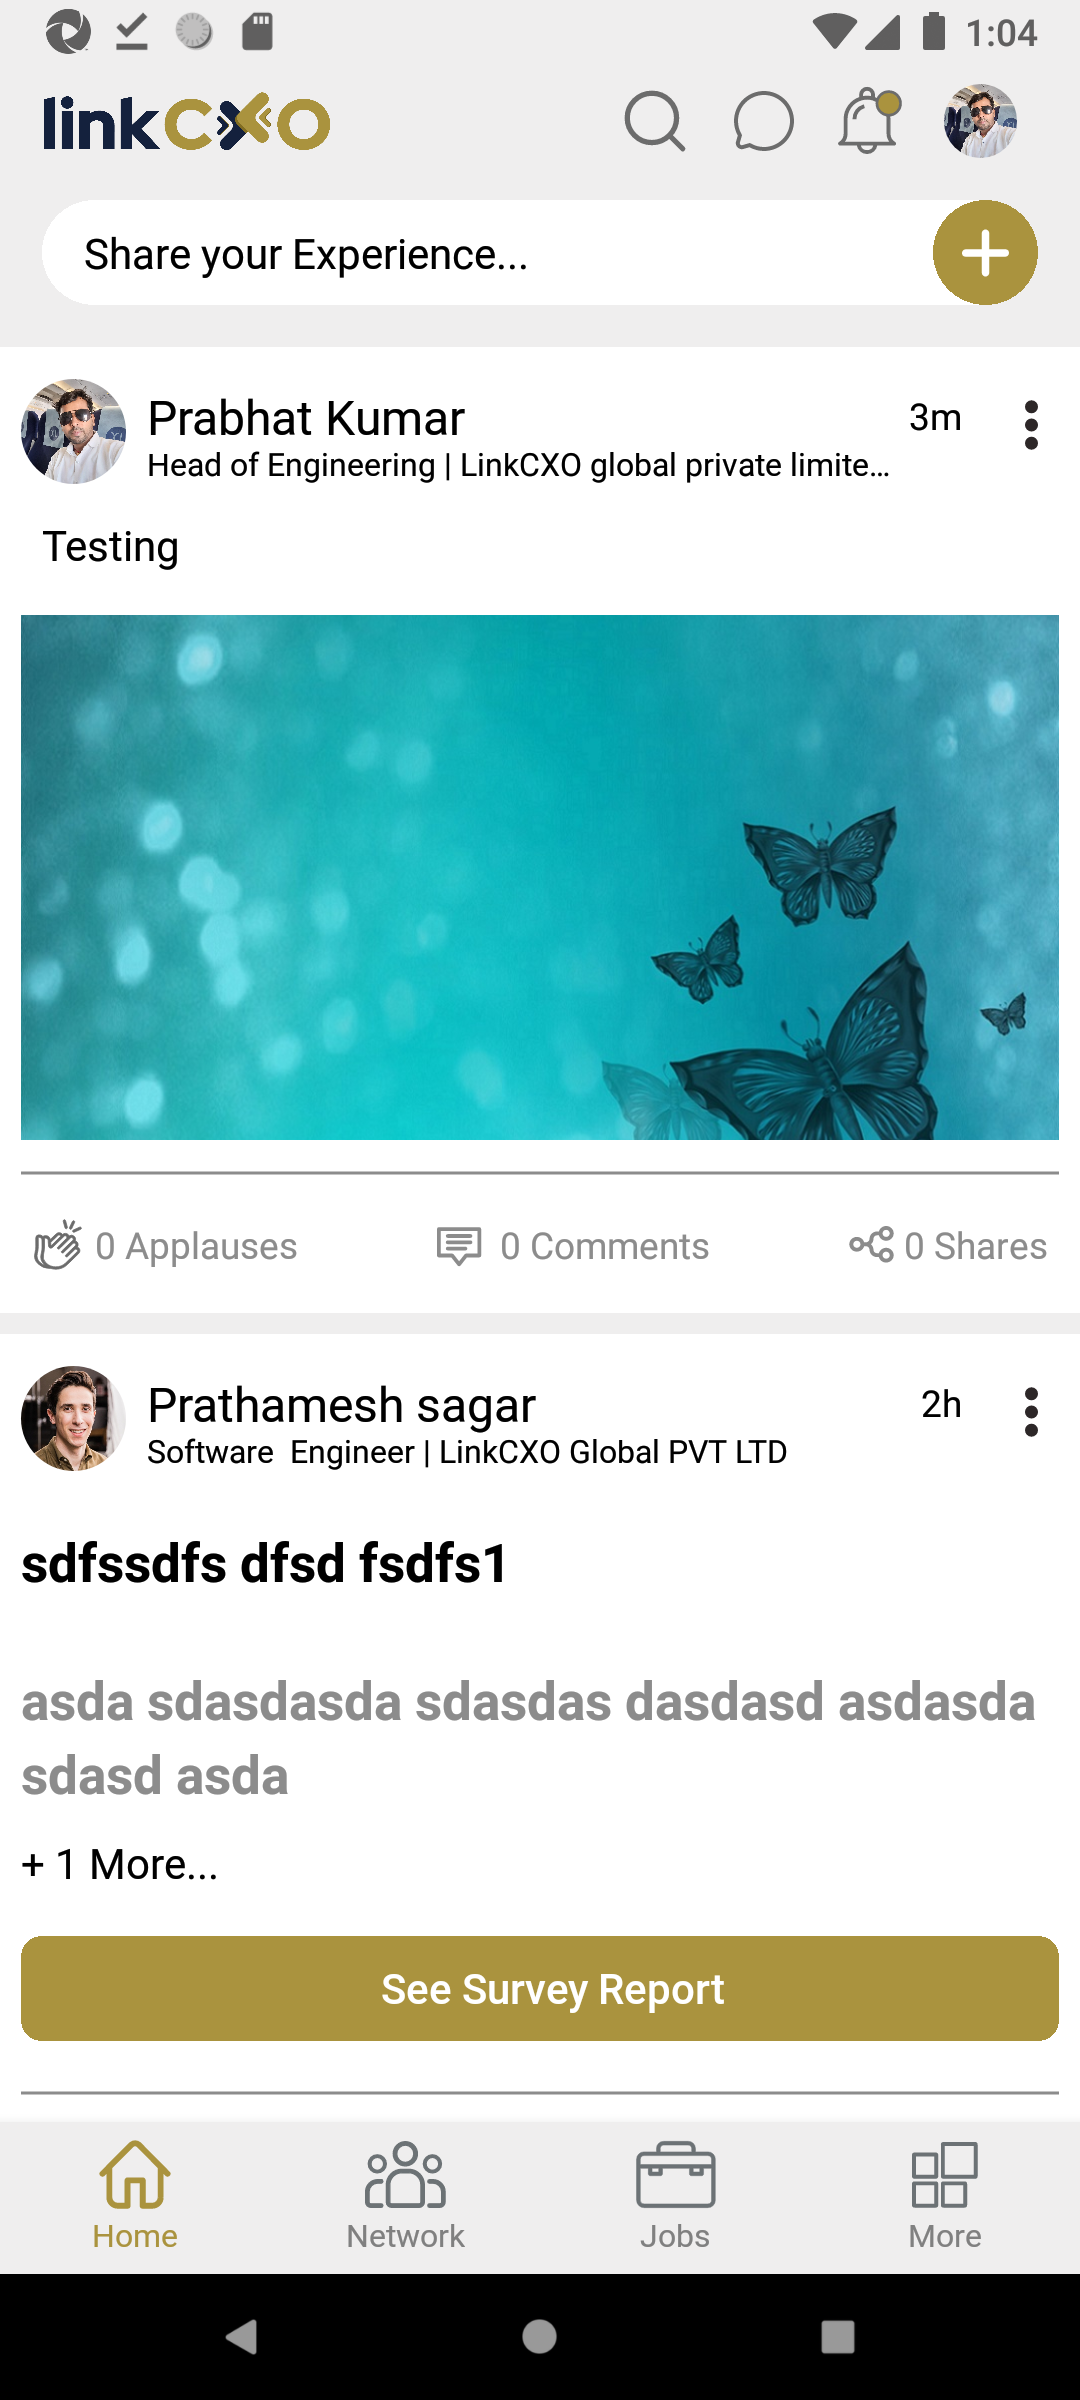 1:04
linkCXO
Share your Experience...
Prabhat Kumar
3m
Head of Engineering | LinkCXO global private limite...
Testing
0 Applauses
0 Comments
0 Shares
Prathamesh sagar
2h
Software  Engineer | LinkCXO Global PVT LTD
sdfssdfs dfsd fsdfs1
asda sdasdasda sdasdas dasdasd asdasda
sdasd asda
+ 1 More...
See Survey Report
Home
Network
Jobs
More